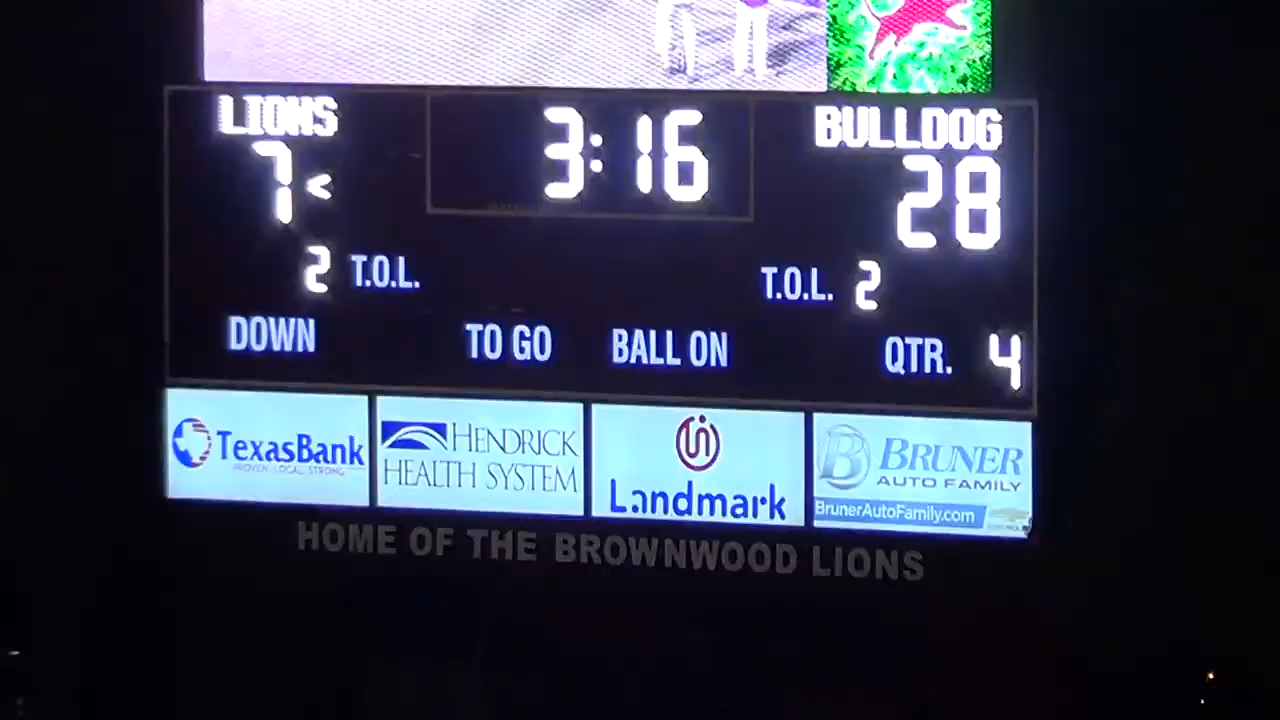 LIONS 3:16 BULLDOG
7 < 28
2 T.O.L. T.O.L. 2
DOWN TO GO BALL ON QTR. 4
TexasBank
PROVEN. LOCAL. STRONG.
HENDRICK
HEALTH SYSTEM
Landmark
B BRUNER
AUTO FAMILY
BrunerAutoFamily.com
HOME OF THE BROWNWOOD LIONS